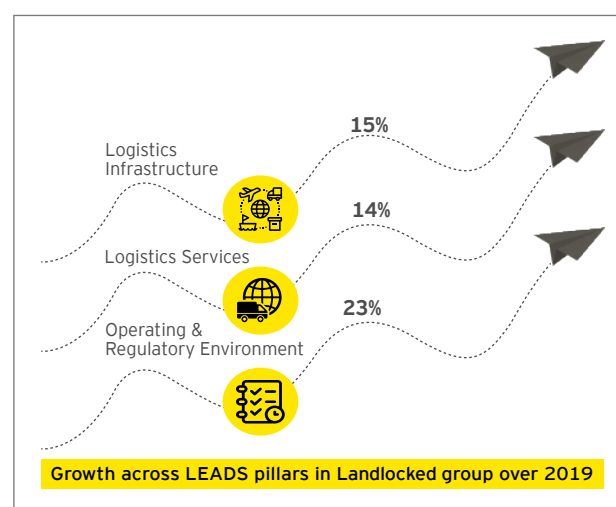 15%
Logistics
Infrastructure
14%
Logistics Services
23%
Operating &
Regulatory Environment
Growth across LEADS pillars in Landlocked group over 2019